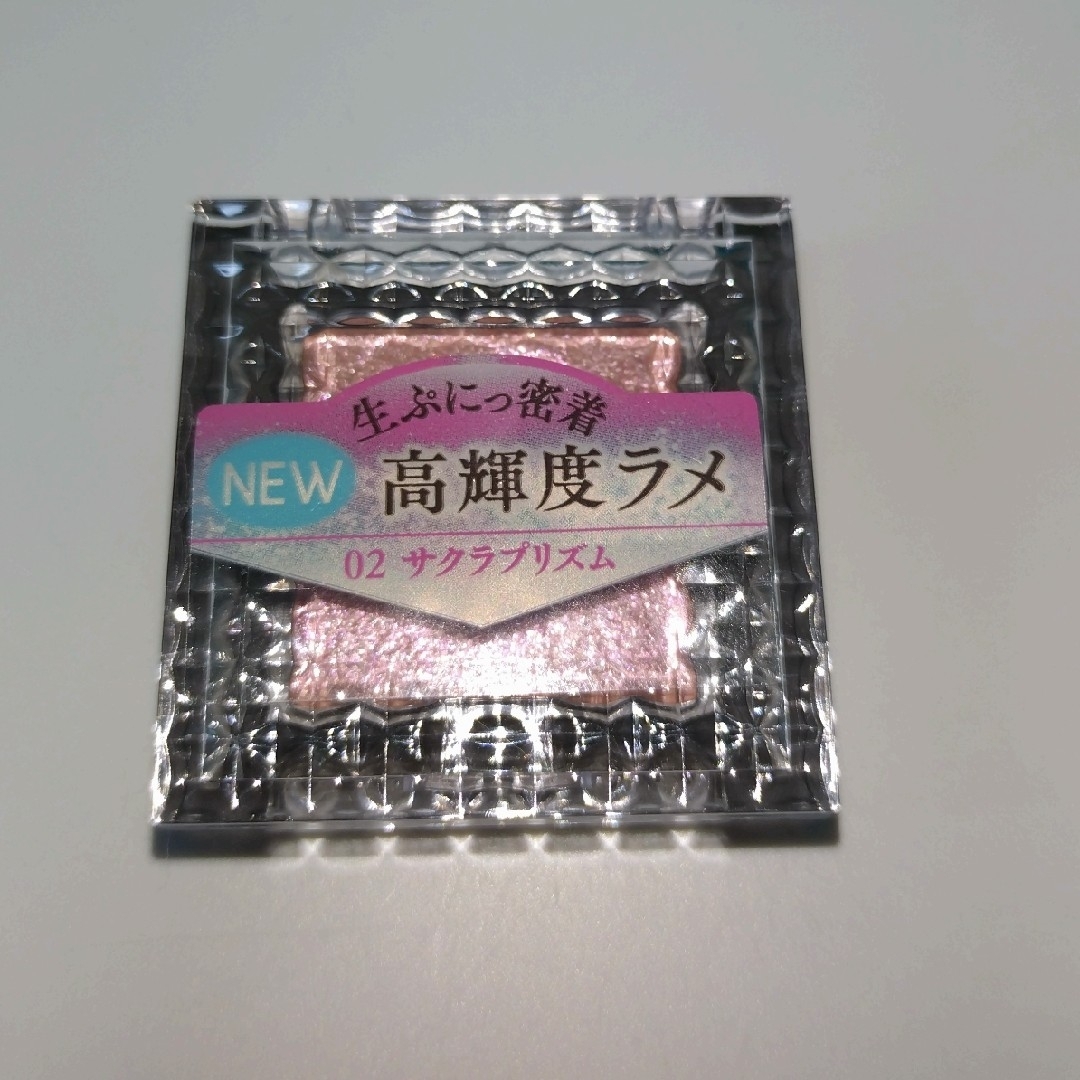 生ぷにっ密着
NEW
高輝度ラメ
02 サクラプリズム